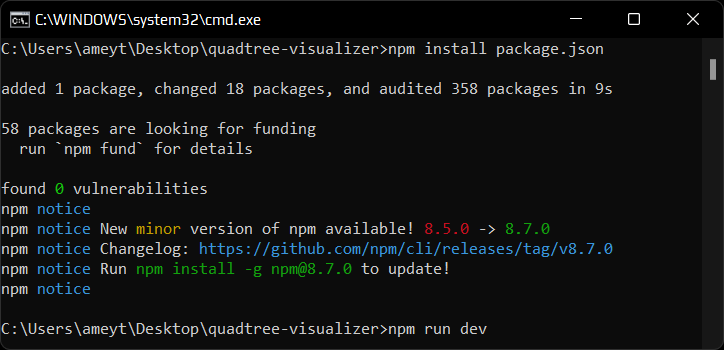 C:\WINDOWS\system32\cmd.exe
C:\Users\ameyt\Desktop\quadtree-visualizer>npm install package.json
added 1 package, changed 18 packages, and audited 358 packages in 9s
58 packages are looking for funding
  run `npm fund` for details
found 0 vulnerabilities
npm notice
npm notice New minor version of npm available! 8.5.0 -> 8.7.0
npm notice Changelog: https://github.com/npm/cli/releases/tag/v8.7.0
npm notice Run npm install -g npm@8.7.0 to update!
npm notice
C:\Users\ameyt\Desktop\quadtree-visualizer>npm run dev